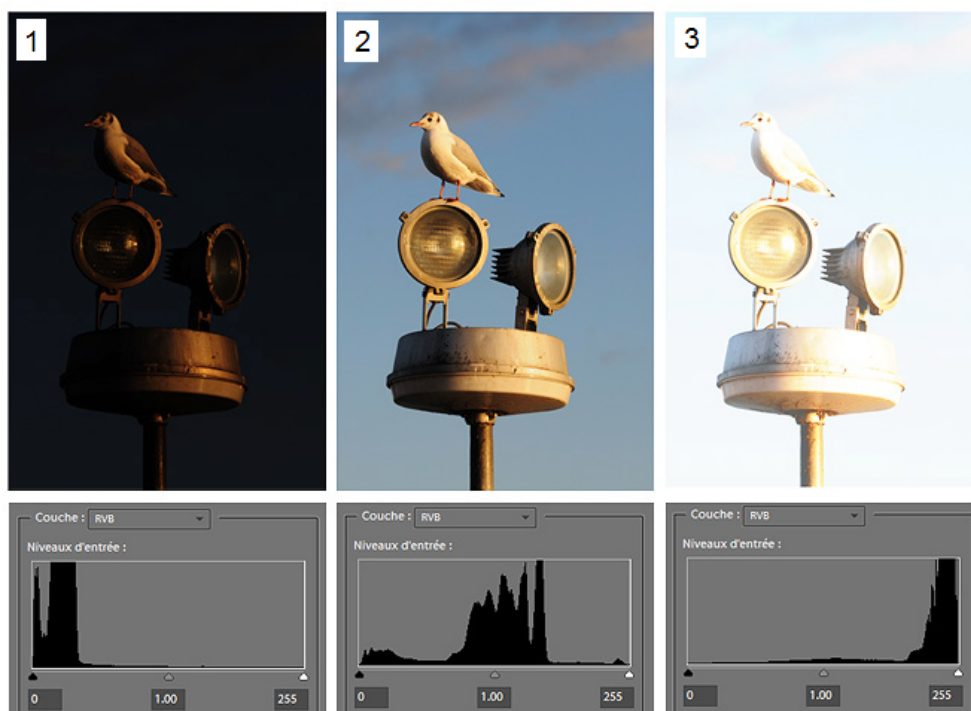 1
2
3
Couche : RVB
Niveaux d'entrée :
0 1.00 255
Couche : RVB
Niveaux d'entrée :
0 1.00 255
Couche : RVB
Niveaux d'entrée :
0 1.00 255